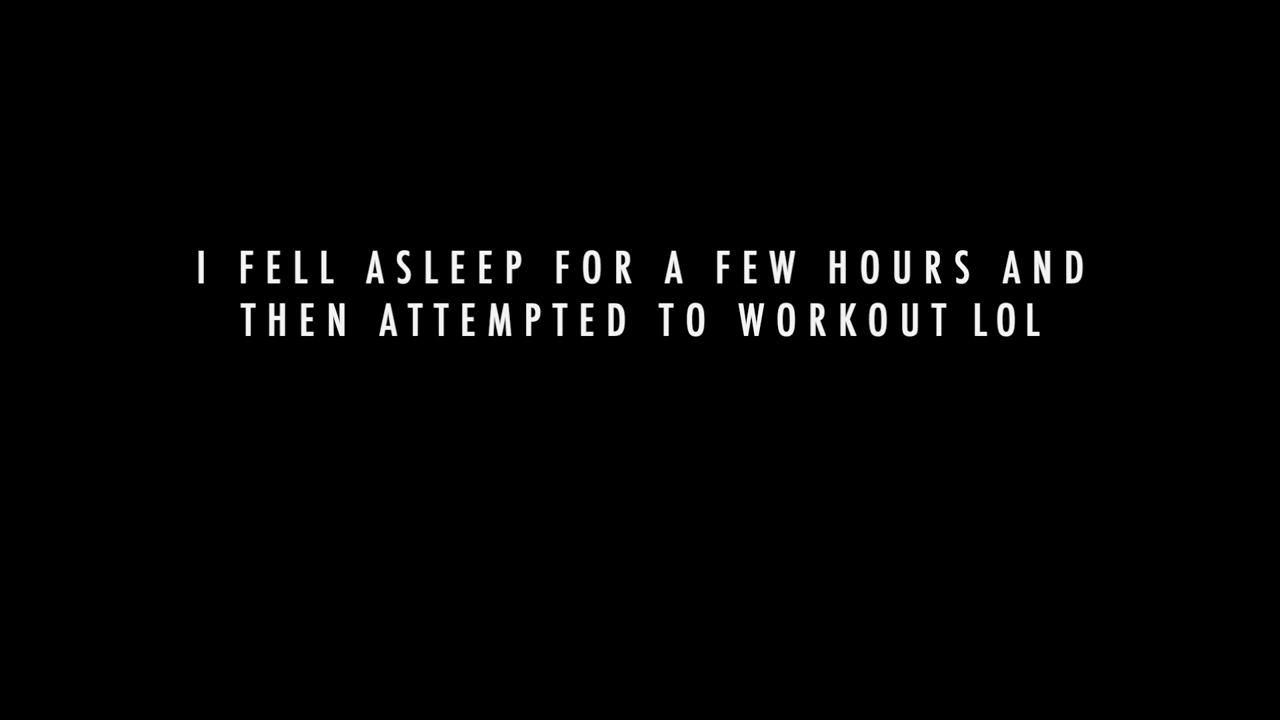 I FELL ASLEEP FOR A FEW HOURS AND
THEN ATTEMPTED TO WORKOUT LOL